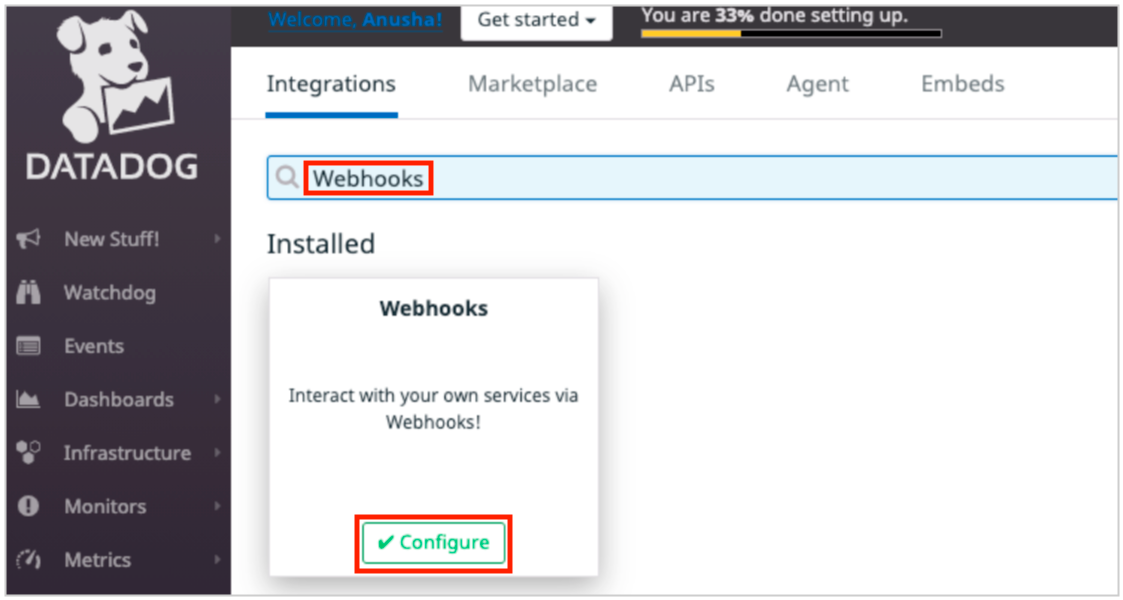 Welcome, Anusha!
Get started
You are 33% done setting up.
DATADOG
New Stuff!
Watchdog
Events
Dashboards
Infrastructure
Monitors
Metrics
Integrations
Marketplace
APIs
Agent
Embeds
Webhooks
Installed
Webhooks
Interact with your own services via
Webhooks!
✔ Configure